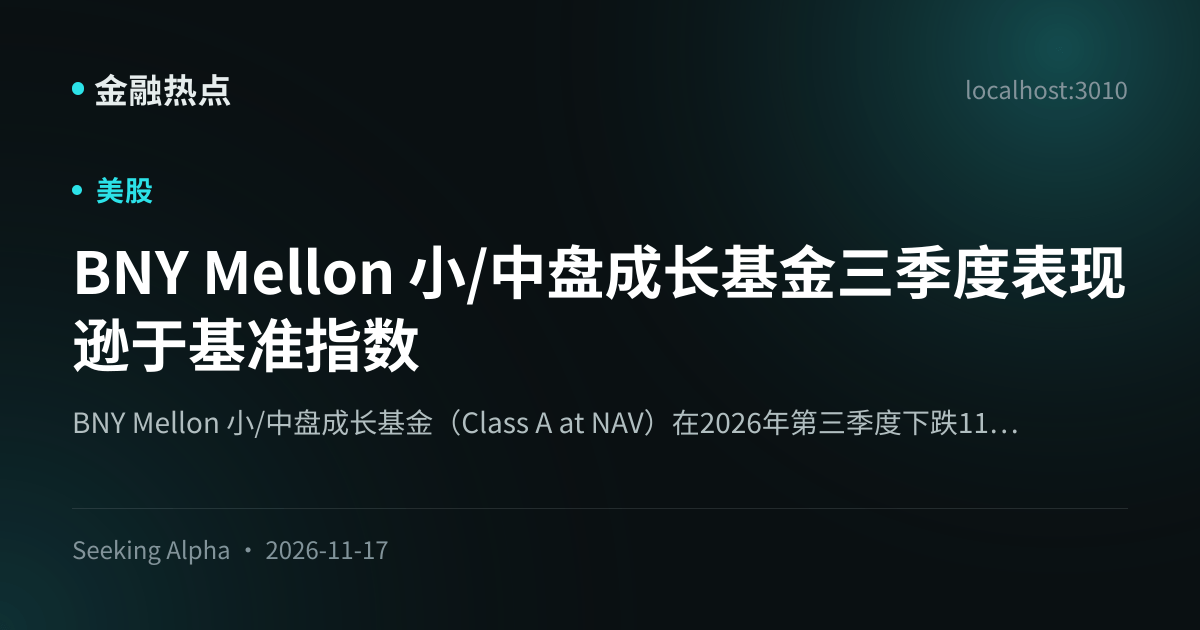 金融热点
localhost:3010
美股
BNY Mellon 小/中盘成长基金三季度表现
逊于基准指数
BNY Mellon 小/中盘成长基金（Class A at NAV）在2026年第三季度下跌11…
Seeking Alpha · 2026-11-17